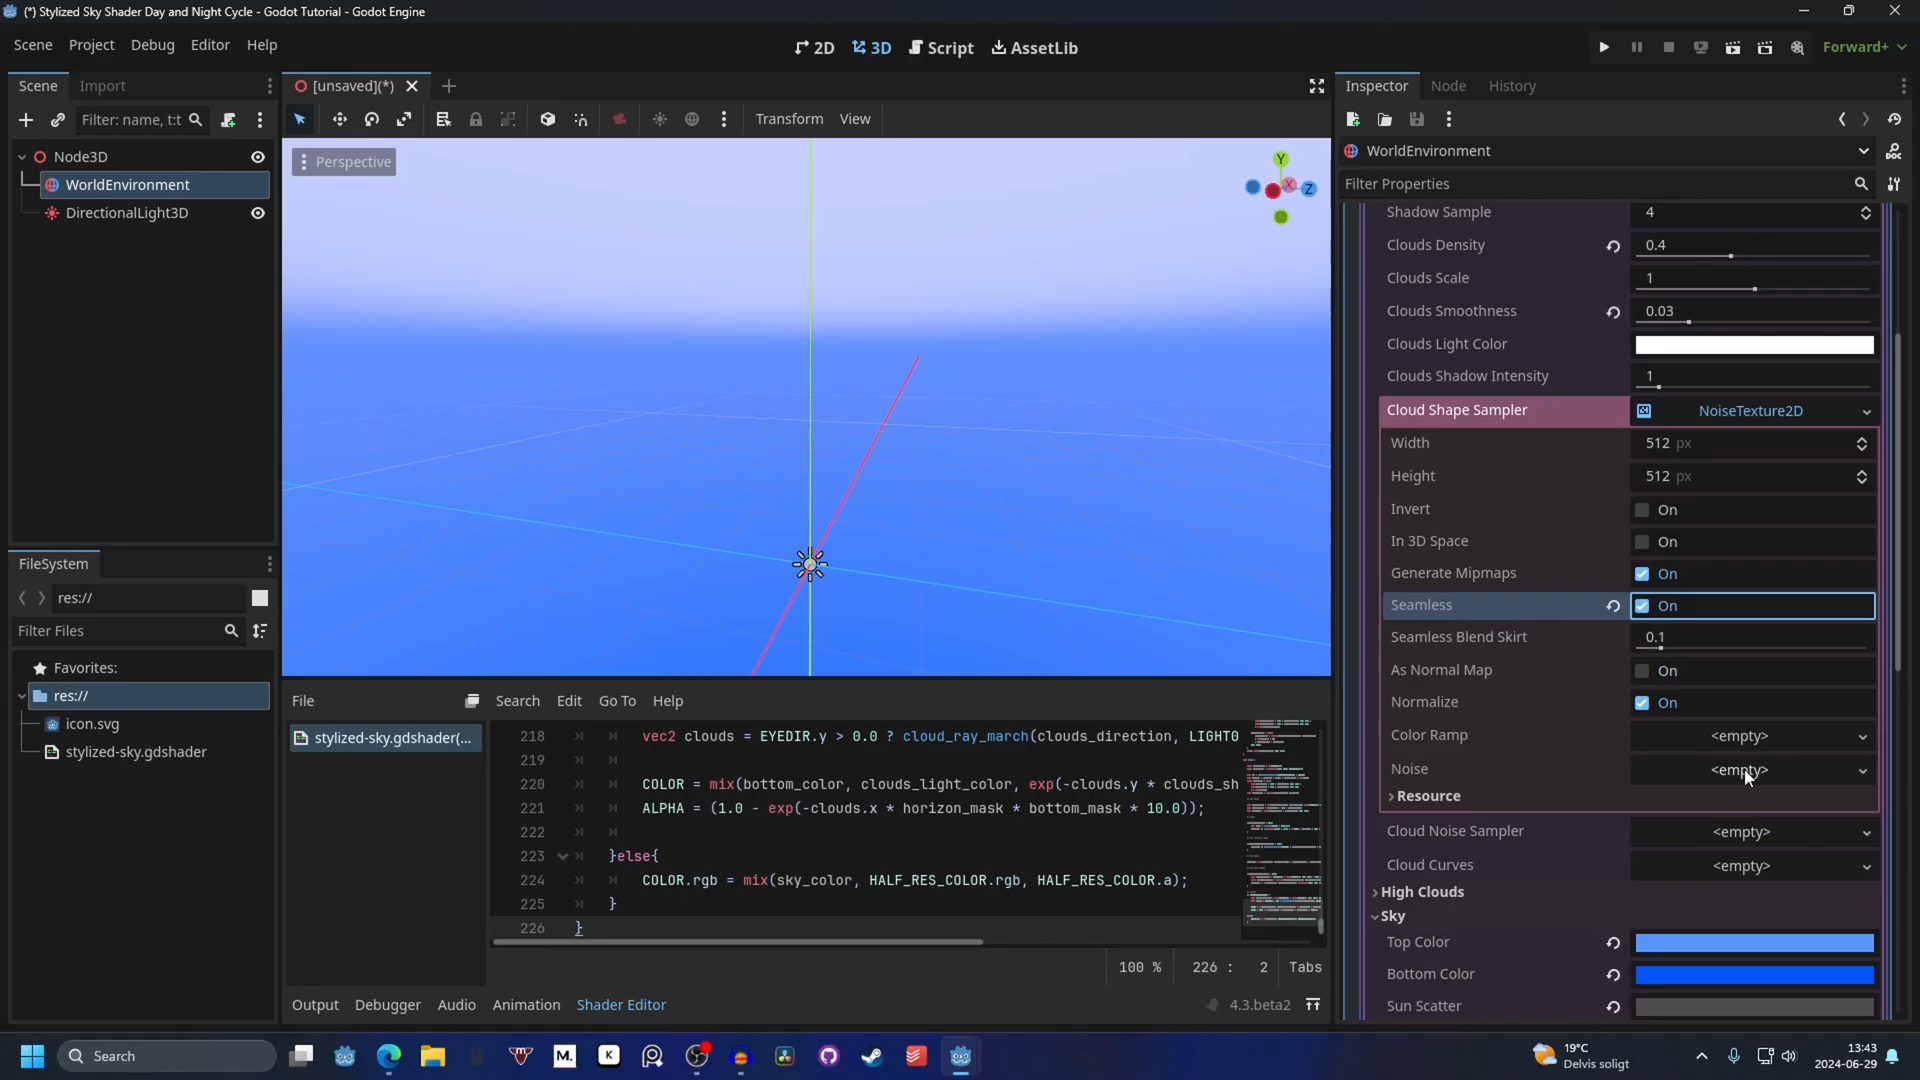 (*) Stylized Sky Shader Day and Night Cycle - Godot Tutorial - Godot Engine
Scene Project Debug Editor Help
2D 3D Script AssetLib
Forward+
Scene Import
[unsaved](*)
Inspector Node History
Filter: name, t:t
Transform View
Node3D
WorldEnvironment
DirectionalLight3D
Perspective
Y
X
Z
WorldEnvironment
Filter Properties
Shadow Sample 4
Clouds Density 0.4
Clouds Scale 1
Clouds Smoothness 0.03
Clouds Light Color
Clouds Shadow Intensity 1
Cloud Shape Sampler NoiseTexture2D
Width 512 px
Height 512 px
Invert On
In 3D Space On
Generate Mipmaps On
Seamless On
Seamless Blend Skirt 0.1
As Normal Map On
Normalize On
Color Ramp <empty>
Noise <empty>
Resource
Cloud Noise Sampler <empty>
Cloud Curves <empty>
High Clouds
Sky
Top Color
Bottom Color
Sun Scatter
FileSystem
res://
Filter Files
Favorites:
res://
icon.svg
stylized-sky.gdshader
File Search Edit Go To Help
stylized-sky.gdshader(...
218 vec2 clouds = EYEDIR.y > 0.0 ? cloud_ray_march(clouds_direction, LIGHT0
219
220 COLOR = mix(bottom_color, clouds_light_color, exp(-clouds.y * clouds_sh
221 ALPHA = (1.0 - exp(-clouds.x * horizon_mask * bottom_mask * 10.0));
222
223 }else{
224 COLOR.rgb = mix(sky_color, HALF_RES_COLOR.rgb, HALF_RES_COLOR.a);
225 }
226 }
100 % 226 : 2 Tabs
Output Debugger Audio Animation Shader Editor 4.3.beta2
Search
M.
K
19°C
Delvis soligt
13:43
2024-06-29